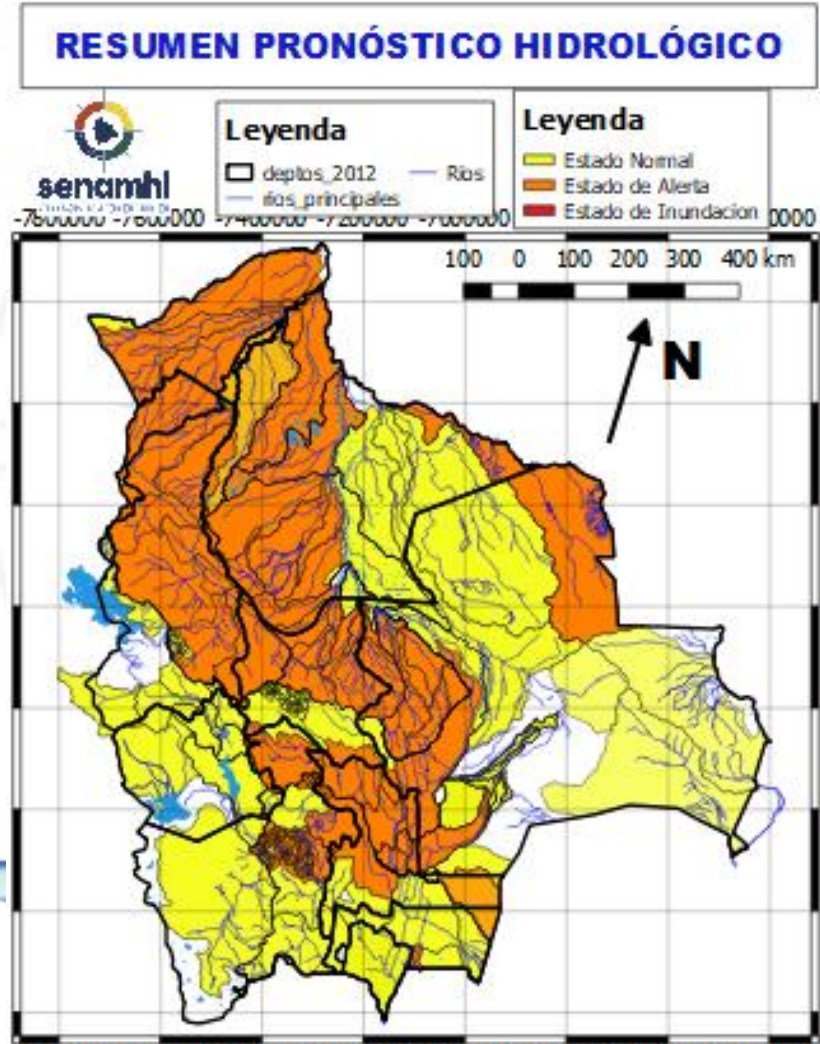 RESUMEN PRONÓSTICO HIDROLÓGICO
senamhi
Leyenda
deptos_2012 Rios
rios_principales
Leyenda
Estado Normal
Estado de Alerta
Estado de Inundacion
-7600000 -7400000 -7200000
100 0 100 200 300 400 km
N